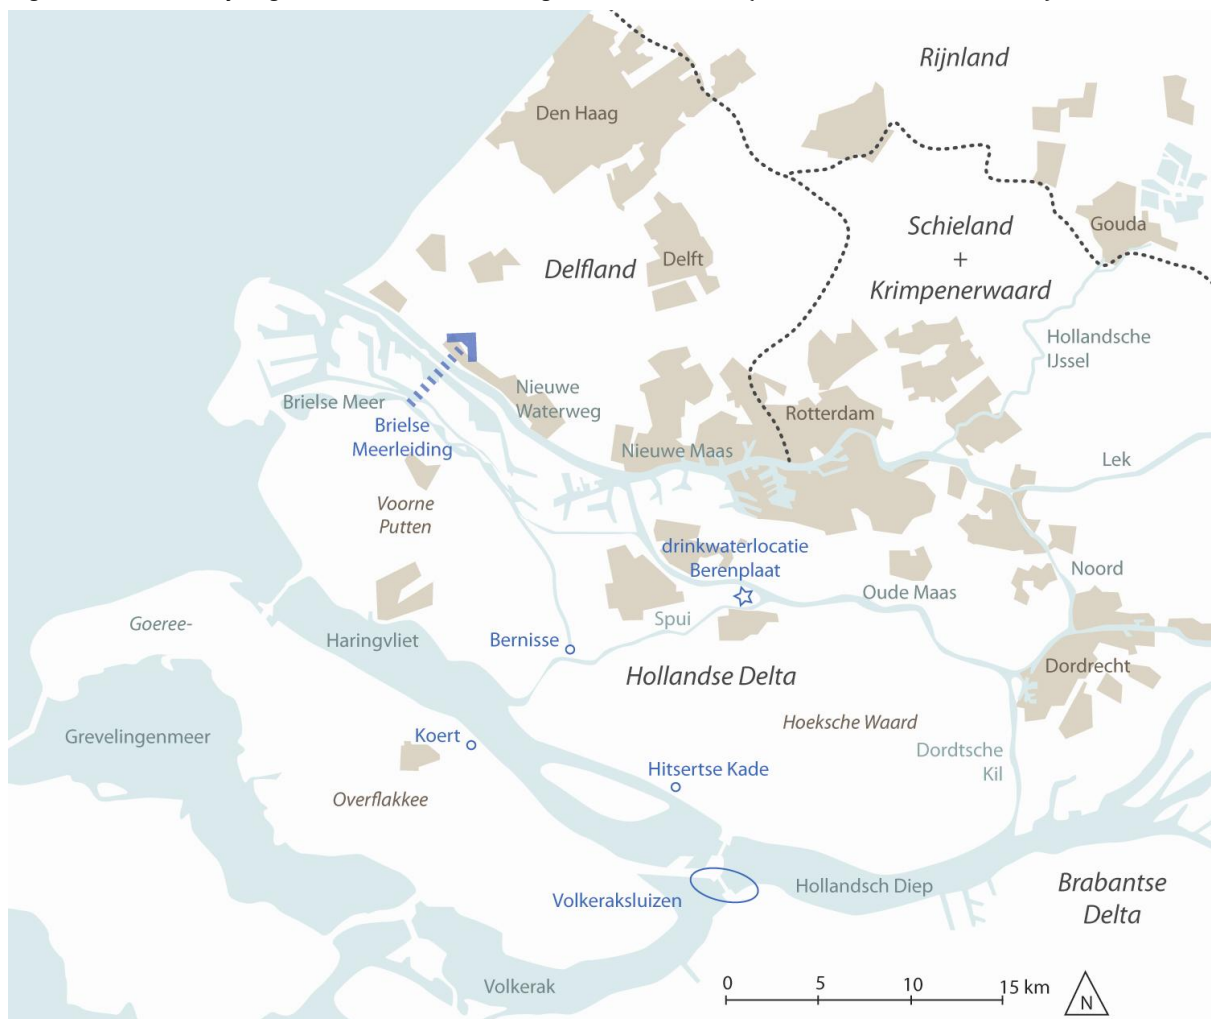 Rijnland
Den Haag
Schieland
+
Krimpenerwaard
Gouda
Delfland
Delft
Hollandsche
IJssel
Brielse Meer
Nieuwe
Waterweg
Rotterdam
Brielse
Meerleiding
Nieuwe Maas
Lek
Voorne
Putten
drinkwaterlocatie
Berenplaat
Noord
Oude Maas
Goeree-
Haringvliet
Bernisse
Spui
Hollandse Delta
Dordrecht
Grevelingenmeer
Koert
Hoeksche Waard
Dordtsche
Kil
Hitsertse Kade
Overflakkee
Volkeraksluizen
Hollandsch Diep
Brabantse
Delta
Volkerak
0 5 10 15 km
N